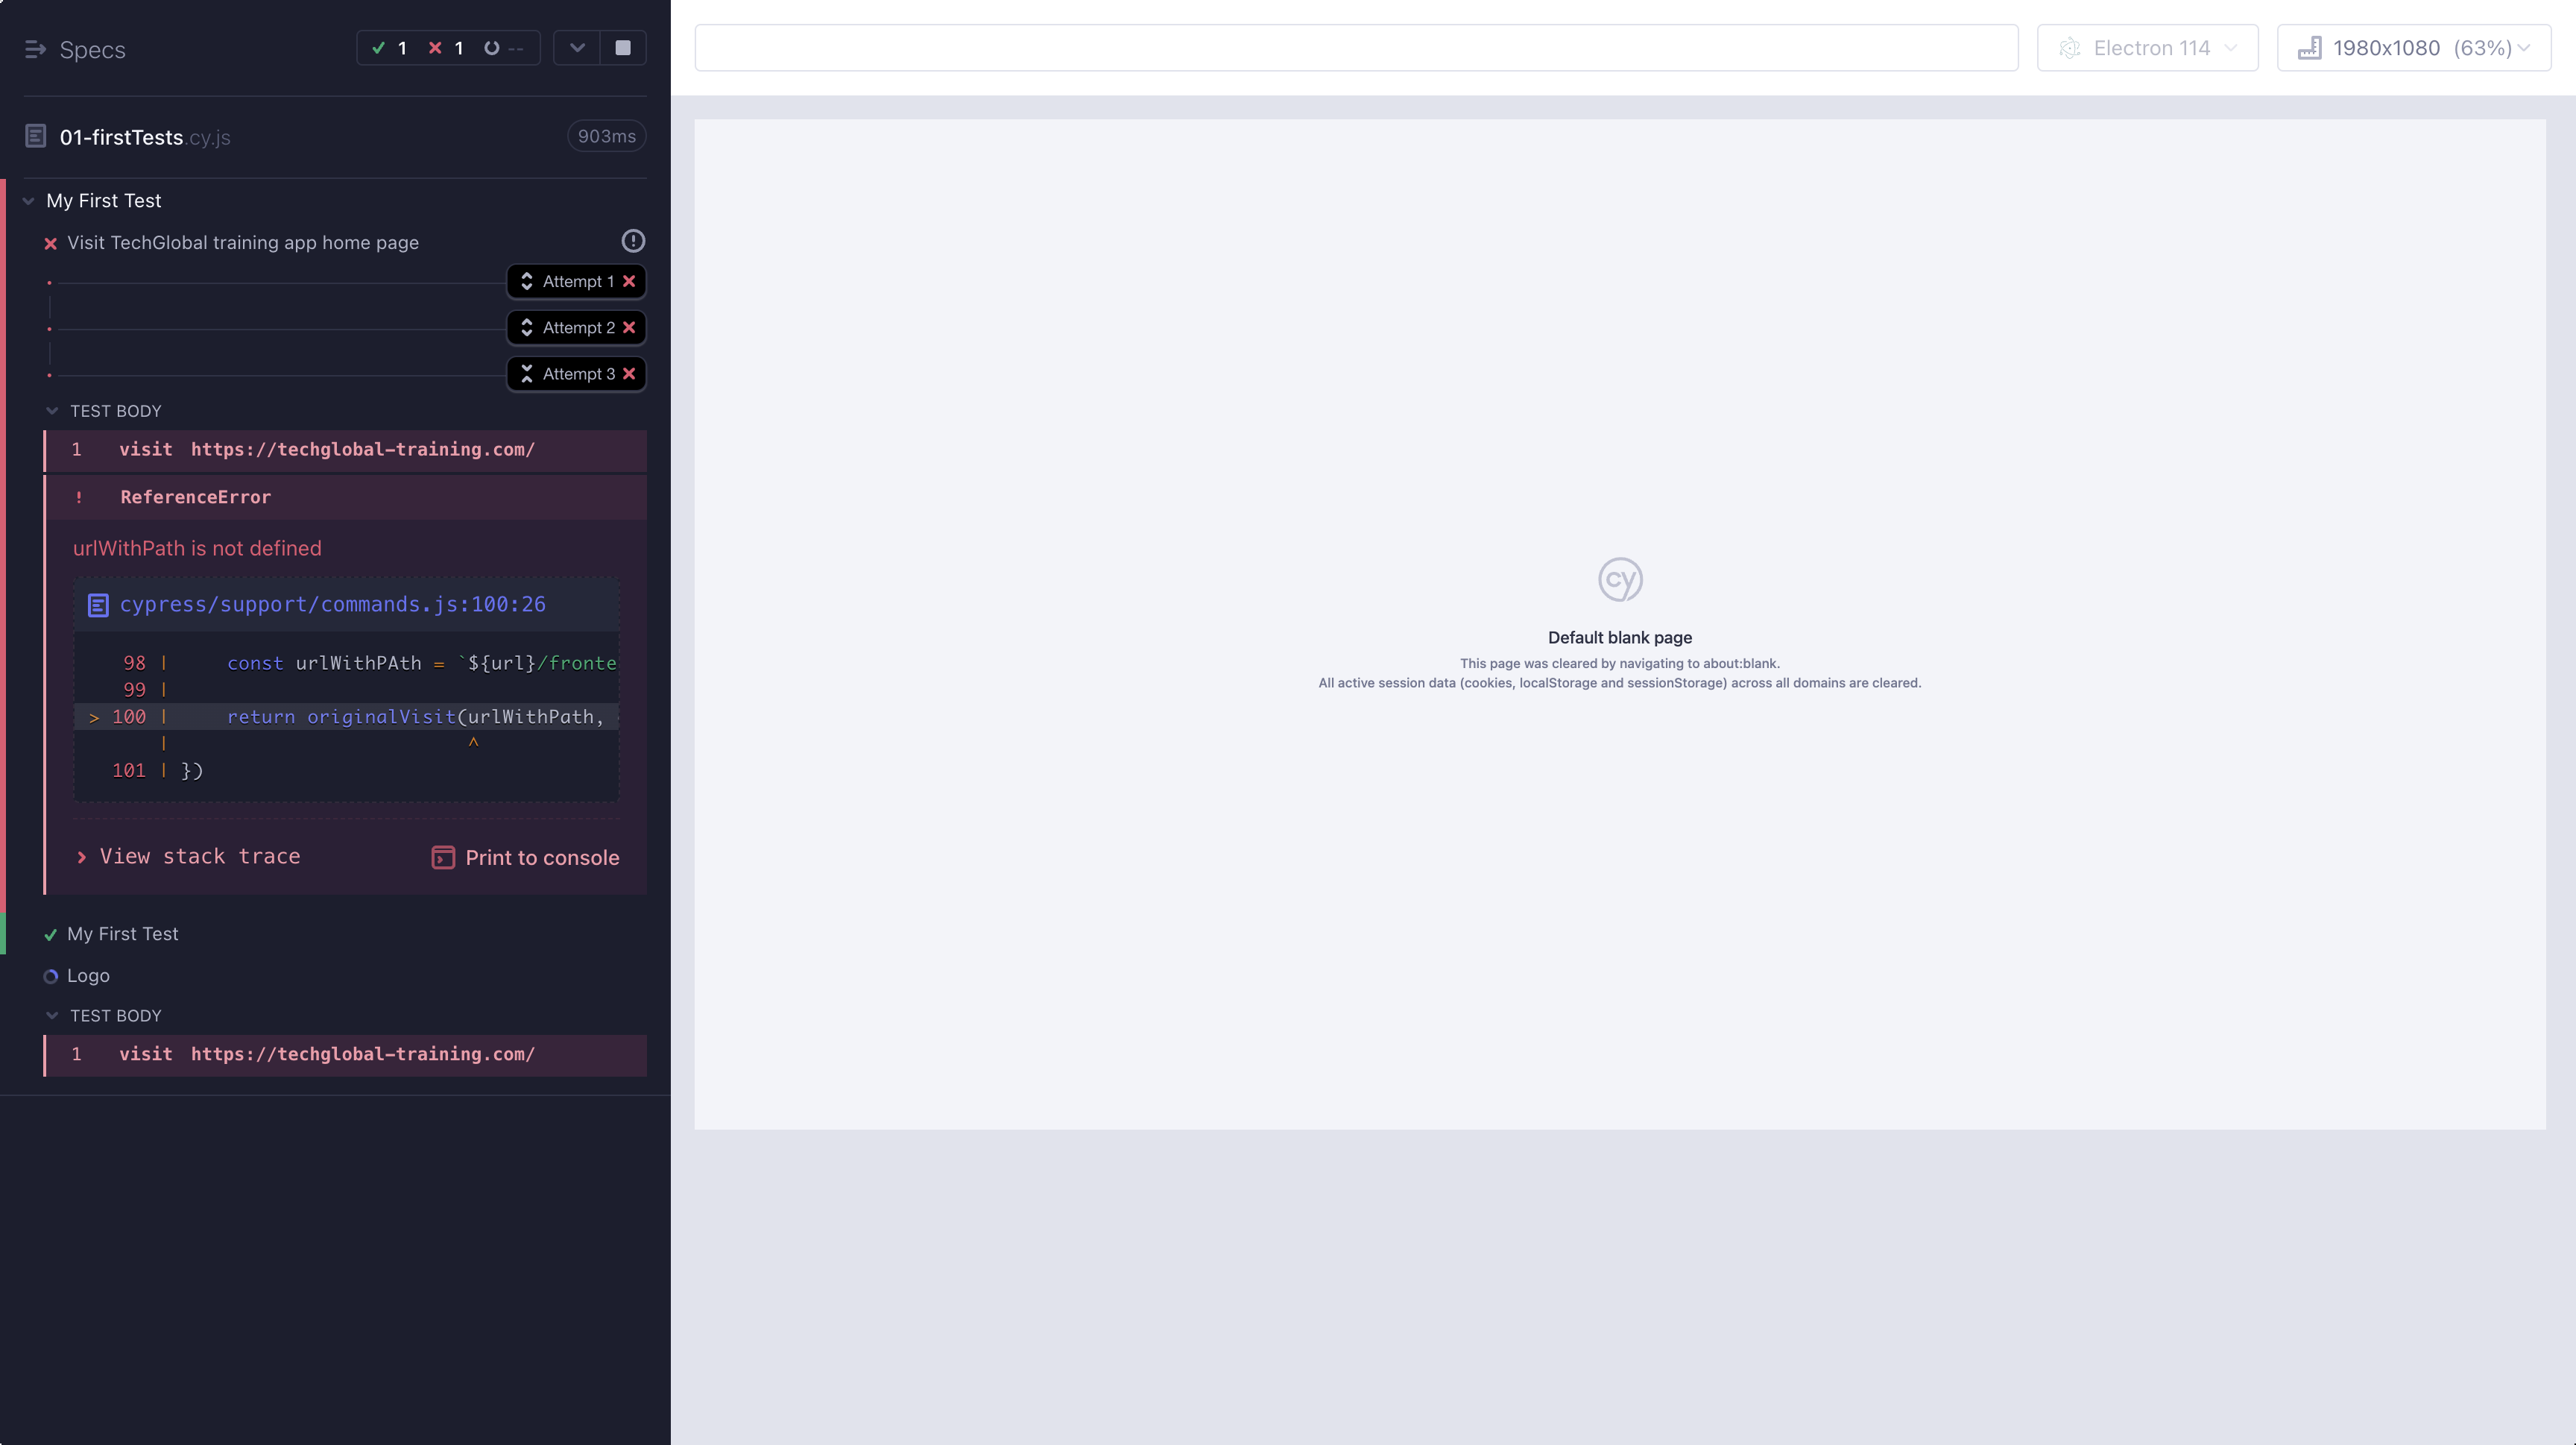 Specs
1 1 --
01-firstTests.cy.js 903ms
My First Test
Visit TechGlobal training app home page
Attempt 1
Attempt 2
Attempt 3
TEST BODY
1 visit https://techglobal-training.com/
! ReferenceError
urlWithPath is not defined
cypress/support/commands.js:100:26
98 | const urlWithPAth = `${url}/fronte
99 |
> 100 | return originalVisit(urlWithPath,
| ^
101 | })
View stack trace Print to console
My First Test
Logo
TEST BODY
1 visit https://techglobal-training.com/
Electron 114
1980x1080 (63%)
cy
Default blank page
This page was cleared by navigating to about:blank.
All active session data (cookies, localStorage and sessionStorage) across all domains are cleared.